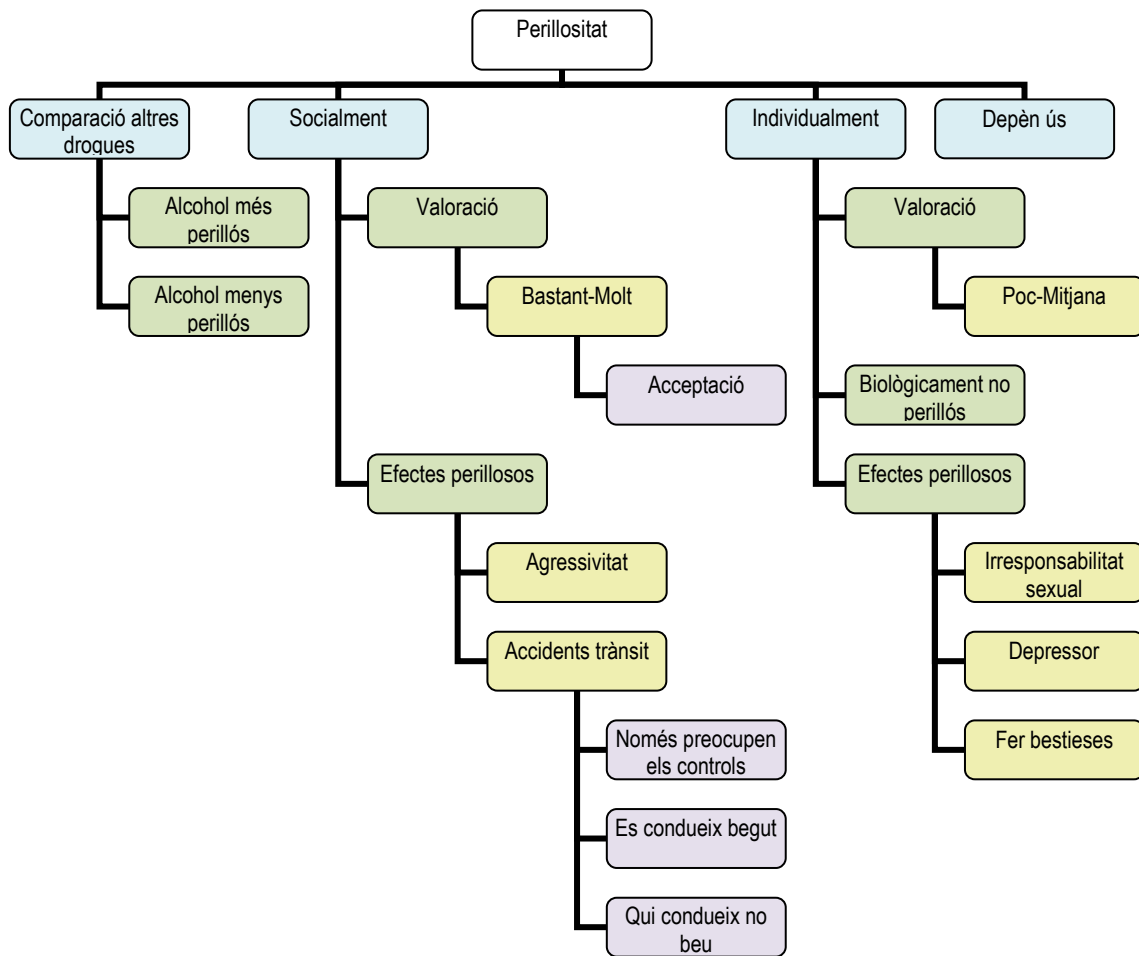 Perillositat
Comparació altres
drogues
Socialment
Individualment
Depèn ús
Alcohol més
perillós
Valoració
Valoració
Alcohol menys
perillós
Bastant-Molt
Poc-Mitjana
Acceptació
Biològicament no
perillós
Efectes perillosos
Efectes perillosos
Agressivitat
Irresponsabilitat
sexual
Accidents trànsit
Depressor
Només preocupen
els controls
Fer bestieses
Es condueix begut
Qui condueix no
beu